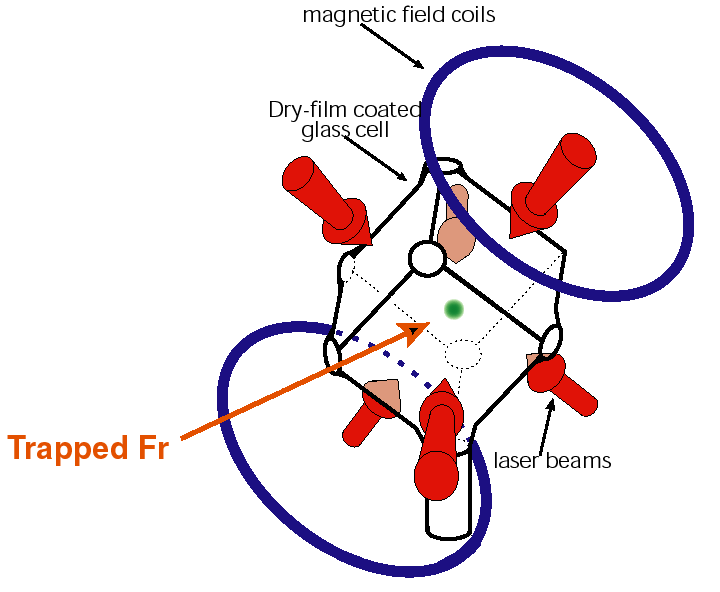 magnetic field coils
Dry-film coated
glass cell
Trapped Fr
laser beams